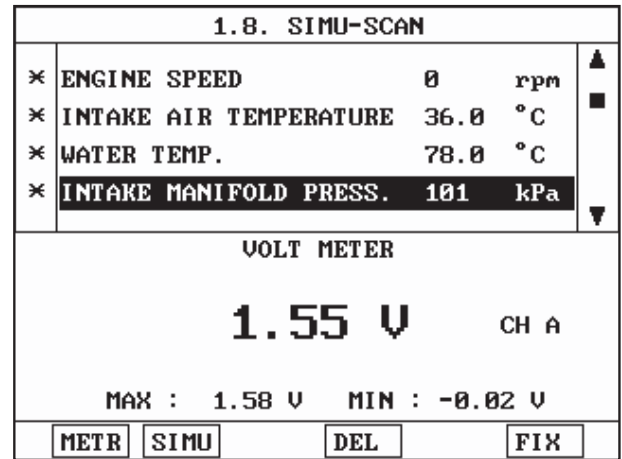 1.8. SIMU-SCAN
* ENGINE SPEED 0 rpm
* INTAKE AIR TEMPERATURE 36.0 °C
* WATER TEMP. 78.0 °C
* INTAKE MANIFOLD PRESS. 101 kPa
VOLT METER
1.55 V CH A
MAX : 1.58 V MIN : -0.02 V
METR SIMU DEL FIX